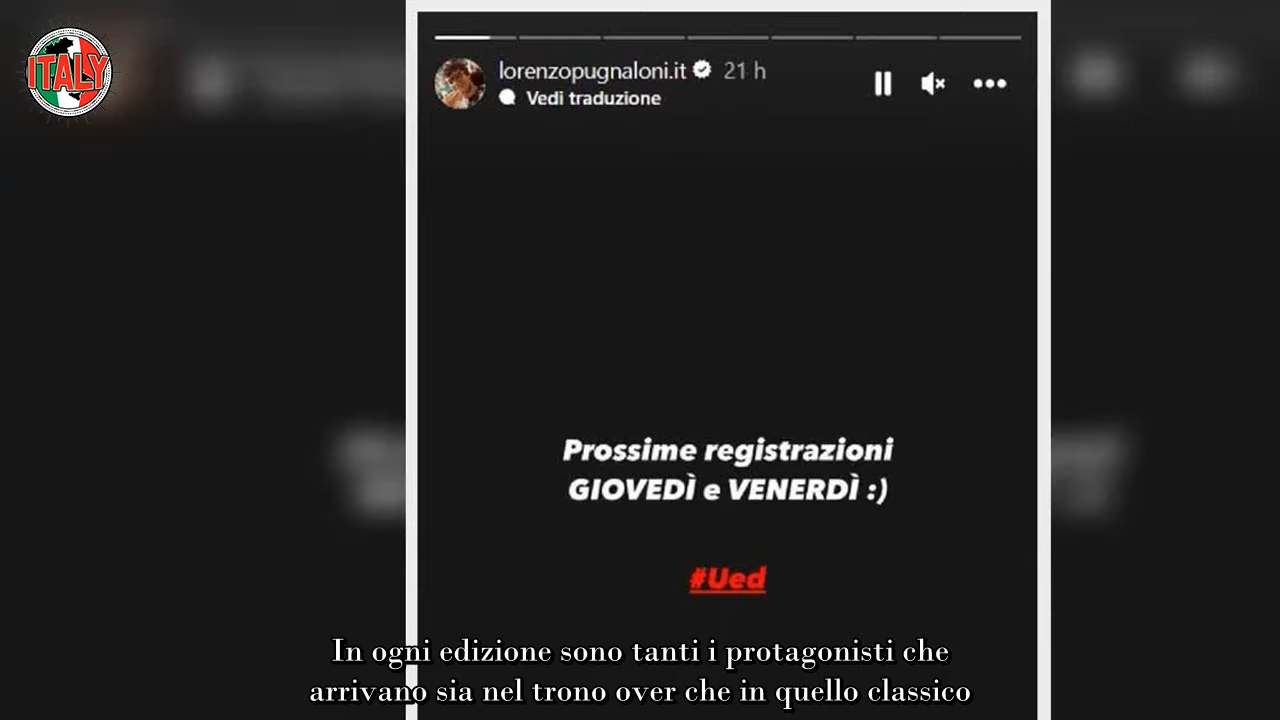 ITALY
lorenzopugnaloni.it 21 h
Vedi traduzione
Prossime registrazioni
GIOVEDÌ e VENERDÌ :)
#Ued
In ogni edizione sono tanti i protagonisti che
arrivano sia nel trono over che in quello classico